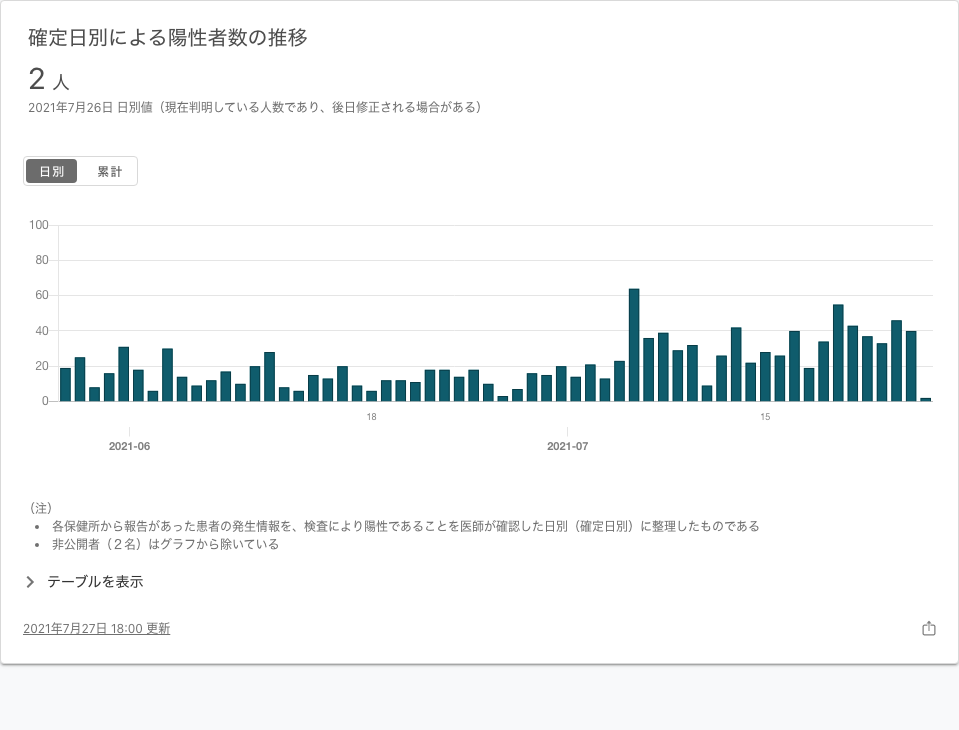 確定日別による陽性者数の推移
2 人
2021年7月26日 日別値（現在判明している人数であり、後日修正される場合がある）
日別 累計
100
80
60
40
20
0
18 15
2021-06 2021-07
（注）
• 各保健所から報告があった患者の発生情報を、検査により陽性であることを医師が確認した日別（確定日別）に整理したものである
• 非公開者（２名）はグラフから除いている
テーブルを表示
2021年7月27日 18:00 更新